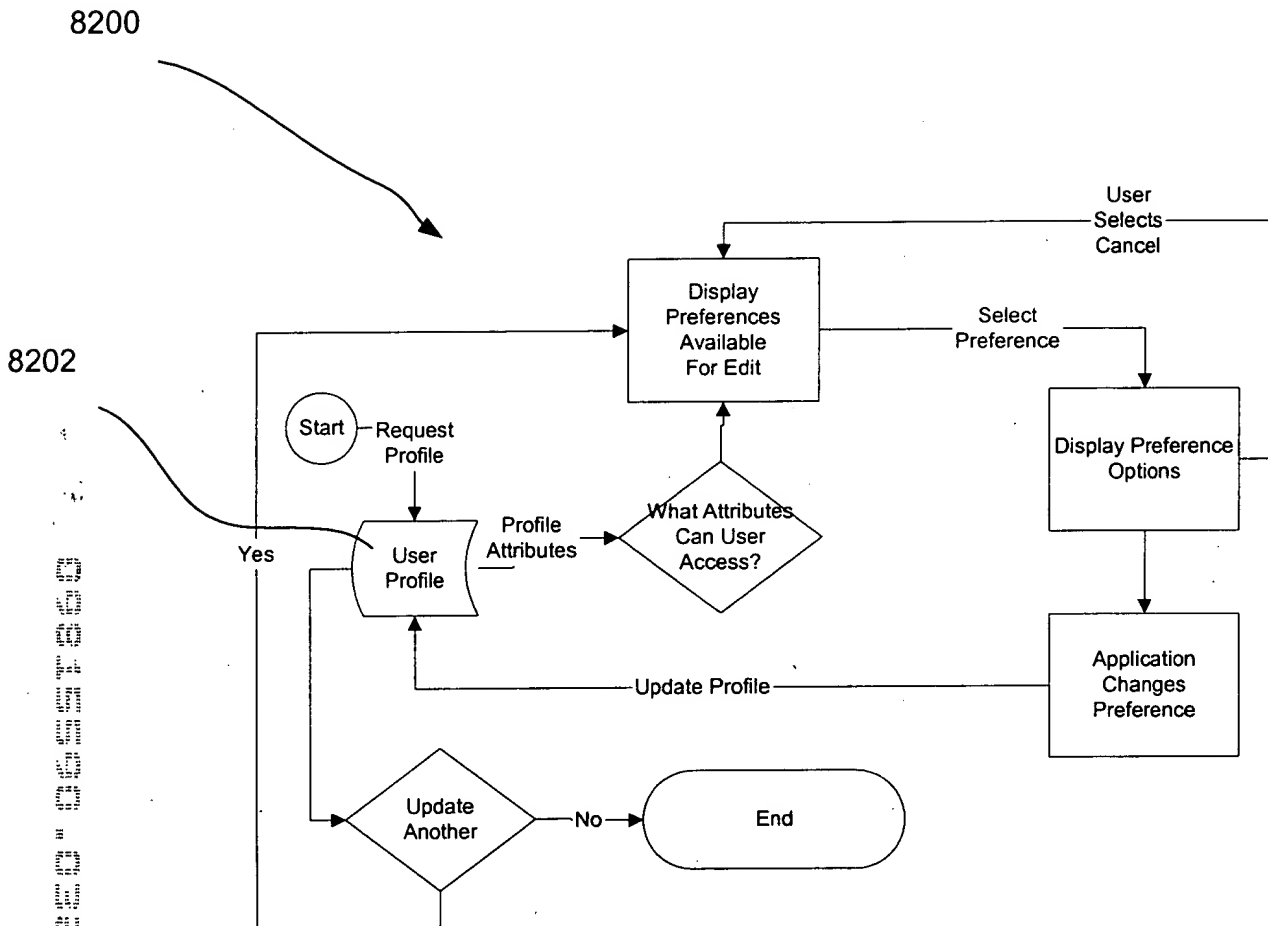 8200
User
Selects
Cancel
Display
Preferences
Available
For Edit
Select
Preference
8202
Start
Request
Profile
Display Preference
Options
What Attributes
Can User
Access?
Profile
Attributes
User
Profile
Yes
Application
Changes
Preference
Update Profile
Update
Another
No
End